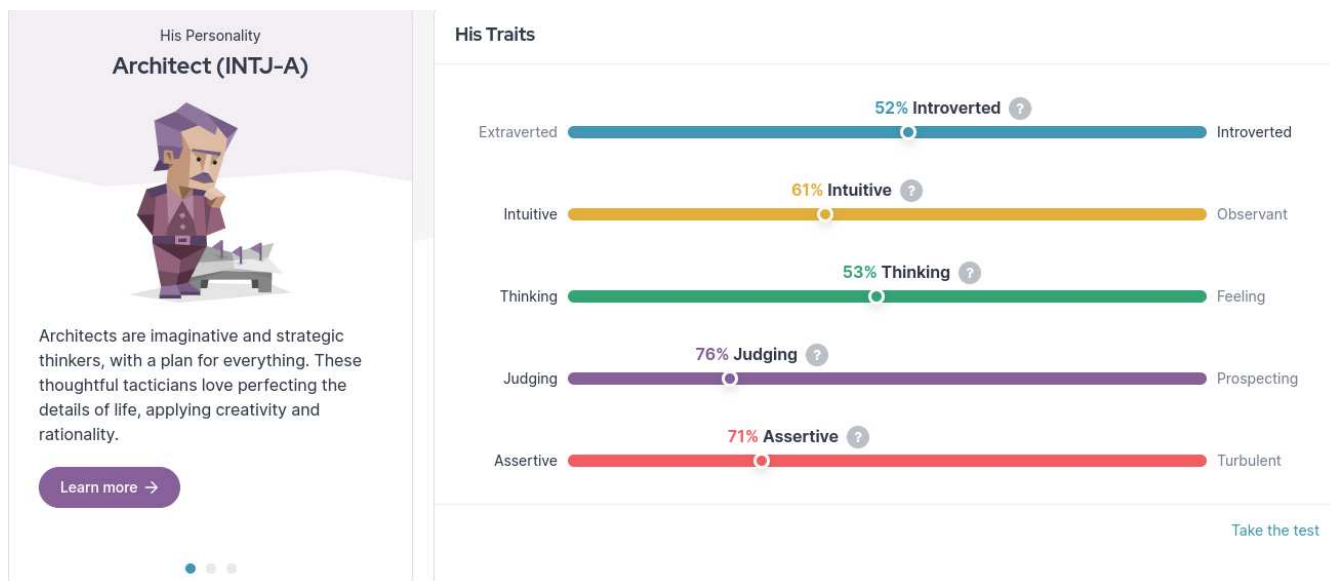 His Personality
Architect (INTJ-A)
Architects are imaginative and strategic
thinkers, with a plan for everything. These
thoughtful tacticians love perfecting the
details of life, applying creativity and
rationality.
Learn more →
His Traits
52% Introverted ?
Extraverted Introverted
61% Intuitive ?
Intuitive Observant
53% Thinking ?
Thinking Feeling
76% Judging ?
Judging Prospecting
71% Assertive ?
Assertive Turbulent
Take the test